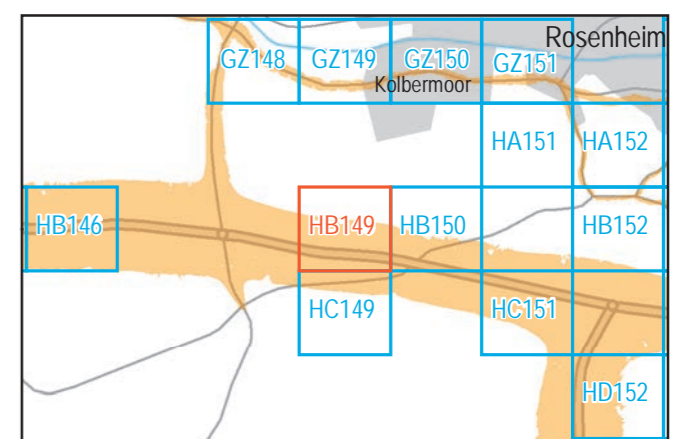 Rosenheim
GZ148 GZ149 GZ150 GZ151
Kolbermoor
HA151 HA152
HB146 HB149 HB150 HB152
HC149 HC151
HD152